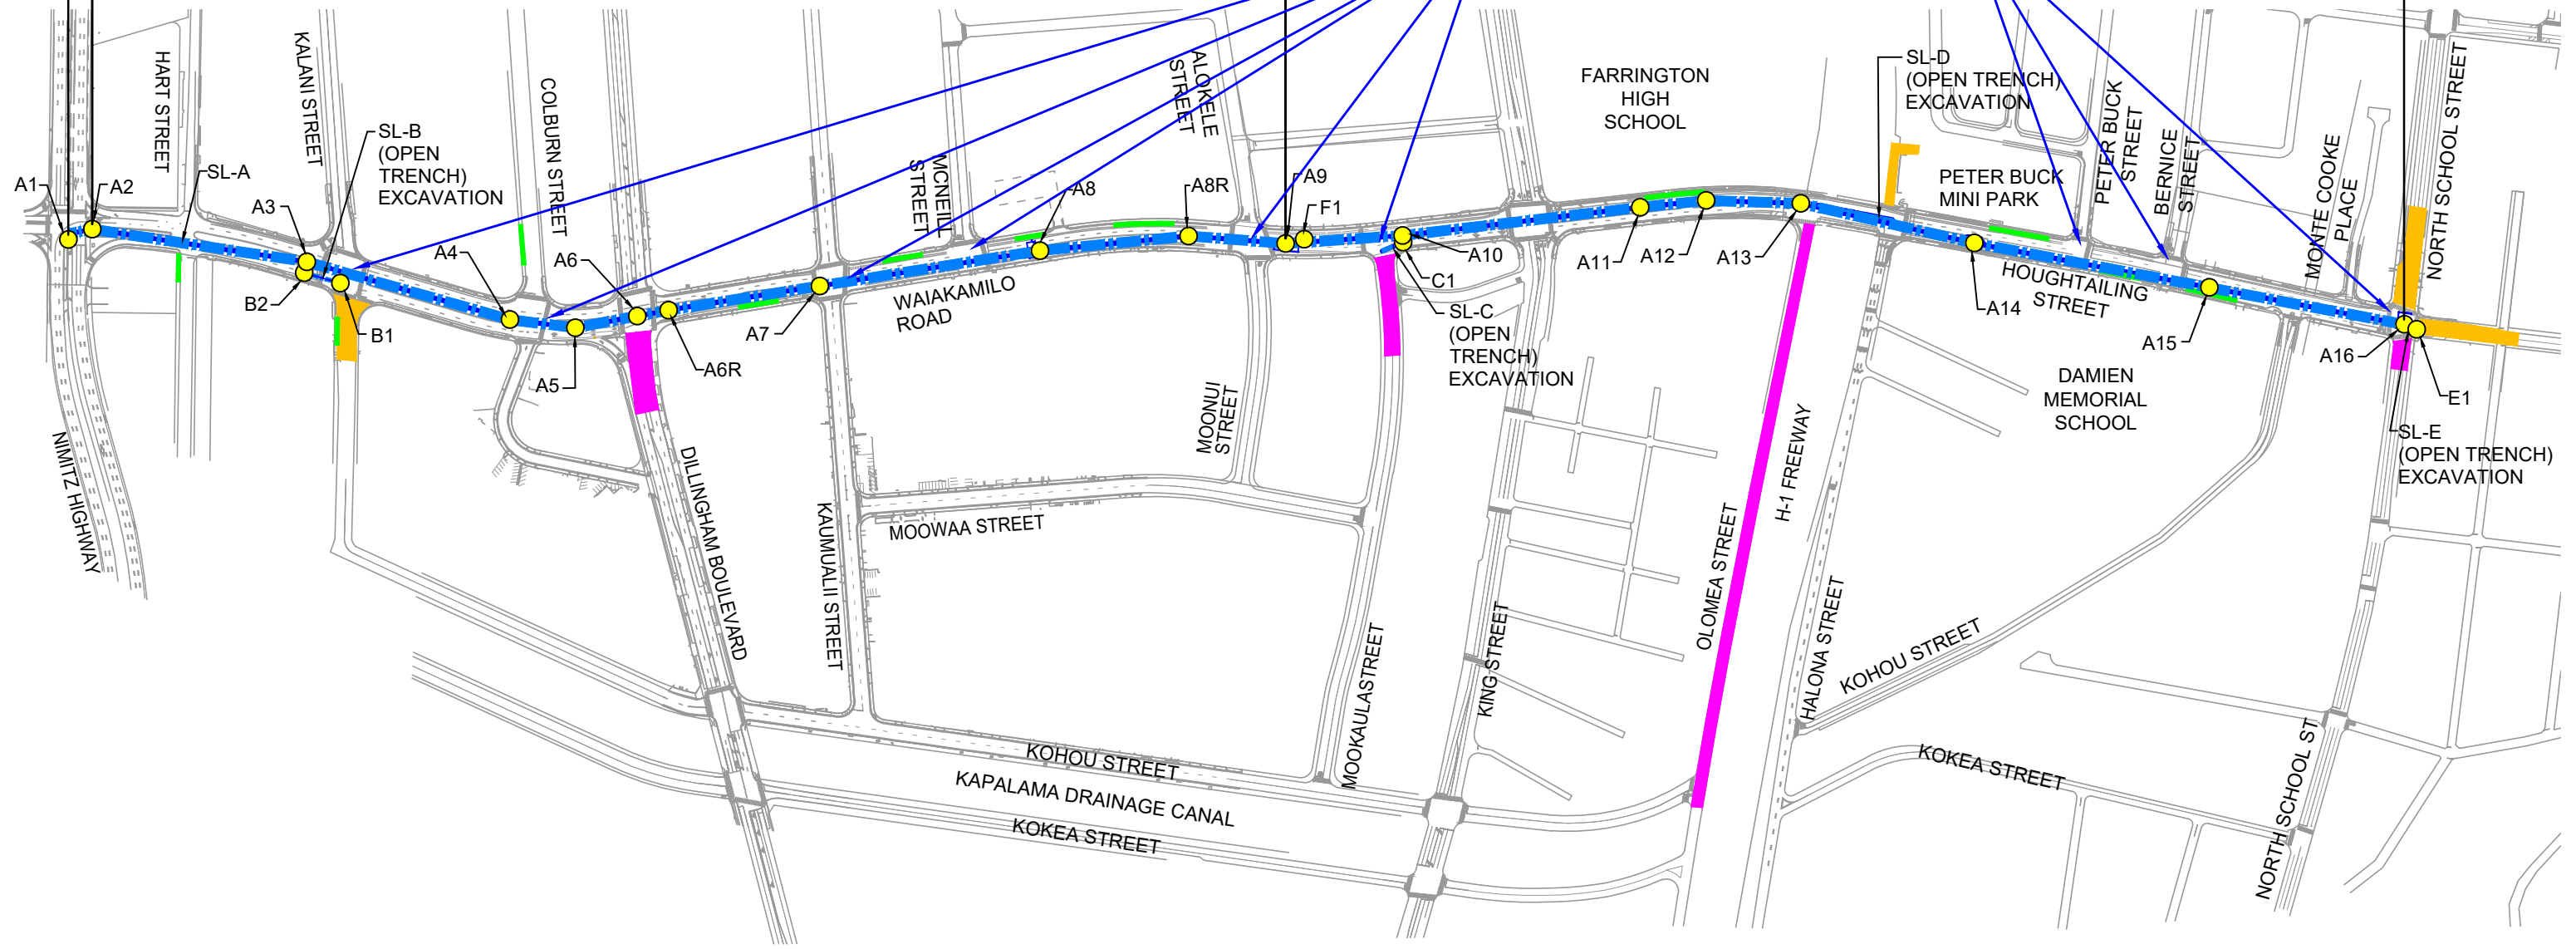 HART STREET
KALANI STREET
COLBURN STREET
MCNEILL
STREET
ALOKELE
STREET
FARRINGTON
HIGH
SCHOOL
SL-D
(OPEN TRENCH)
EXCAVATION
PETER BUCK
MINI PARK
PETER BUCK
STREET
BERNICE
STREET
MONTE COOKE
PLACE
NORTH SCHOOL STREET
SL-B
(OPEN
TRENCH)
EXCAVATION
SL-A
A1
A2
A3
A4
A6
A8
A8R
A9
F1
A10
A11
A12
A13
C1
SL-C
(OPEN
TRENCH)
EXCAVATION
B2
B1
A5
A6R
A7
WAIAKAMILO
ROAD
HOUGHTAILING
STREET
A14
A15
A16
E1
SL-E
(OPEN TRENCH)
EXCAVATION
DAMIEN
MEMORIAL
SCHOOL
NIMITZ HIGHWAY
DILLINGHAM BOULEVARD
KAUMUALII STREET
MOOWAA STREET
MOONUI
STREET
MOOKAULASTREET
KING STREET
OLOMEA STREET
H-1 FREEWAY
HALONA STREET
KOHOU STREET
KOHOU STREET
KAPALAMA DRAINAGE CANAL
KOKEA STREET
KOKEA STREET
NORTH SCHOOL ST